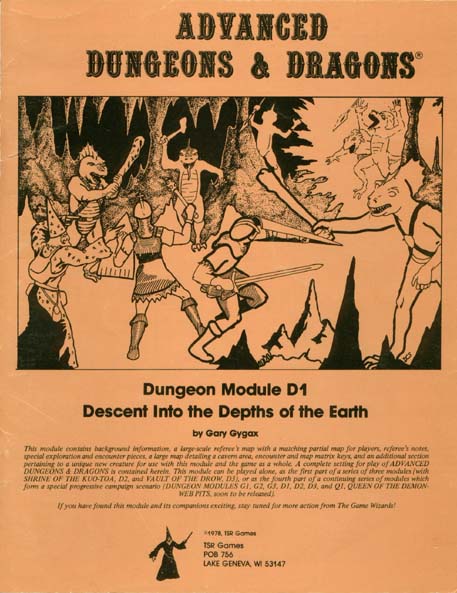 ADVANCED
DUNGEONS & DRAGONS®
Dungeon Module D1
Descent Into the Depths of the Earth
by Gary Gygax
This module contains background information, a large-scale referee's map with a matching partial map for players, referee's notes,
special exploration and encounter pieces, a large map detailing a cavern area, encounter and map matrix keys, and an additional section
pertaining to a unique new creature for use with this module and the game as a whole. A complete setting for play of ADVANCED
DUNGEONS & DRAGONS is contained herein. This module can be played alone, as the first part of a series of three modules (with
SHRINE OF THE KUO-TOA, D2, and VAULT OF THE DROW, D3), or as the fourth part of a continuing series of modules which
form a special progressive campaign scenario (DUNGEON MODULES G1, G2, G3, D1, D2, D3, and Q1, QUEEN OF THE DEMON-
WEB PITS, soon to be released).
If you have found this module and its companions exciting, stay tuned for more action from The Game Wizards!
©1978, TSR Games
TSR Games
POB 756
LAKE GENEVA, WI 53147